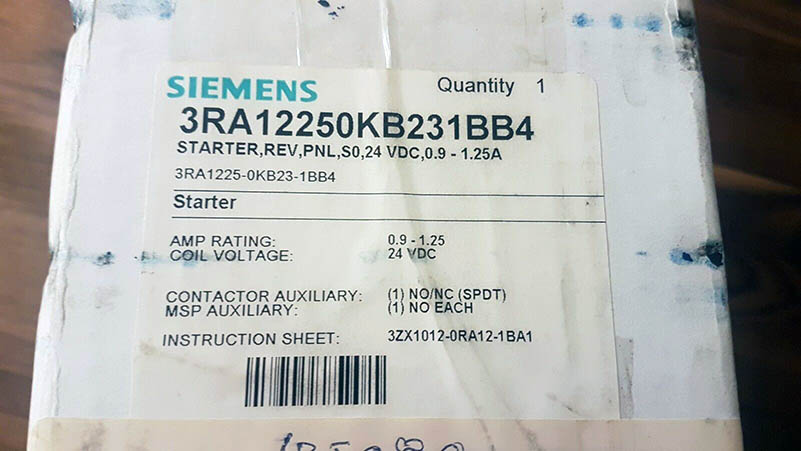 SIEMENS
Quantity 1
3RA12250KB231BB4
STARTER,REV,PNL,S0,24 VDC,0.9 - 1.25A
3RA1225-0KB23-1BB4
Starter
AMP RATING: 0.9 - 1.25
COIL VOLTAGE: 24 VDC
CONTACTOR AUXILIARY: (1) NO/NC (SPDT)
MSP AUXILIARY: (1) NO EACH
INSTRUCTION SHEET: 3ZX1012-0RA12-1BA1